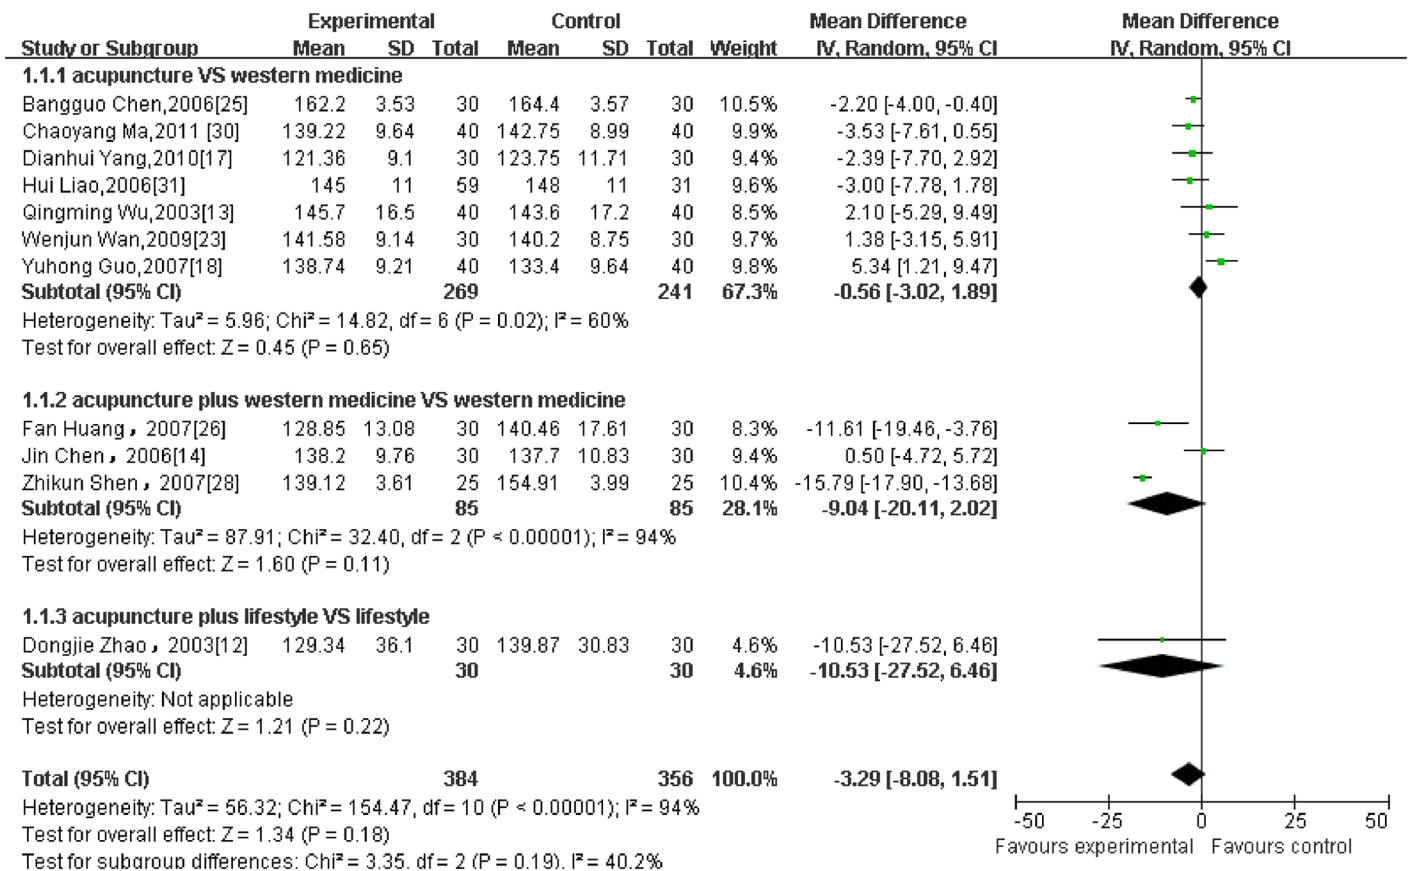 Experimental Control Mean Difference Mean Difference
Study or Subgroup Mean SD Total Mean SD Total Weight IV, Random, 95% CI IV, Random, 95% CI
1.1.1 acupuncture VS western medicine
Bangguo Chen,2006[25] 162.2 3.53 30 164.4 3.57 30 10.5% -2.20 [-4.00, -0.40]
Chaoyang Ma,2011 [30] 139.22 9.64 40 142.75 8.99 40 9.9% -3.53 [-7.61, 0.55]
Dianhui Yang,2010[17] 121.36 9.1 30 123.75 11.71 30 9.4% -2.39 [-7.70, 2.92]
Hui Liao,2006[31] 145 11 59 148 11 31 9.6% -3.00 [-7.78, 1.78]
Qingming Wu,2003[13] 145.7 16.5 40 143.6 17.2 40 8.5% 2.10 [-5.29, 9.49]
Wenjun Wan,2009[23] 141.58 9.14 30 140.2 8.75 30 9.7% 1.38 [-3.15, 5.91]
Yuhong Guo,2007[18] 138.74 9.21 40 133.4 9.64 40 9.8% 5.34 [1.21, 9.47]
Subtotal (95% CI) 269 241 67.3% -0.56 [-3.02, 1.89]
Heterogeneity: Tau² = 5.96; Chi² = 14.82, df = 6 (P = 0.02); I² = 60%
Test for overall effect: Z = 0.45 (P = 0.65)
1.1.2 acupuncture plus western medicine VS western medicine
Fan Huang，2007[26] 128.85 13.08 30 140.46 17.61 30 8.3% -11.61 [-19.46, -3.76]
Jin Chen，2006[14] 138.2 9.76 30 137.7 10.83 30 9.4% 0.50 [-4.72, 5.72]
Zhikun Shen，2007[28] 139.12 3.61 25 154.91 3.99 25 10.4% -15.79 [-17.90, -13.68]
Subtotal (95% CI) 85 85 28.1% -9.04 [-20.11, 2.02]
Heterogeneity: Tau² = 87.91; Chi² = 32.40, df = 2 (P < 0.00001); I² = 94%
Test for overall effect: Z = 1.60 (P = 0.11)
1.1.3 acupuncture plus lifestyle VS lifestyle
Dongjie Zhao，2003[12] 129.34 36.1 30 139.87 30.83 30 4.6% -10.53 [-27.52, 6.46]
Subtotal (95% CI) 30 30 4.6% -10.53 [-27.52, 6.46]
Heterogeneity: Not applicable
Test for overall effect: Z = 1.21 (P = 0.22)
Total (95% CI) 384 356 100.0% -3.29 [-8.08, 1.51]
Heterogeneity: Tau² = 56.32; Chi² = 154.47, df = 10 (P < 0.00001); I² = 94%
Test for overall effect: Z = 1.34 (P = 0.18)
Test for subgroup differences: Chi² = 3.35, df = 2 (P = 0.19), I² = 40.2%
-50 -25 0 25 50
Favours experimental Favours control